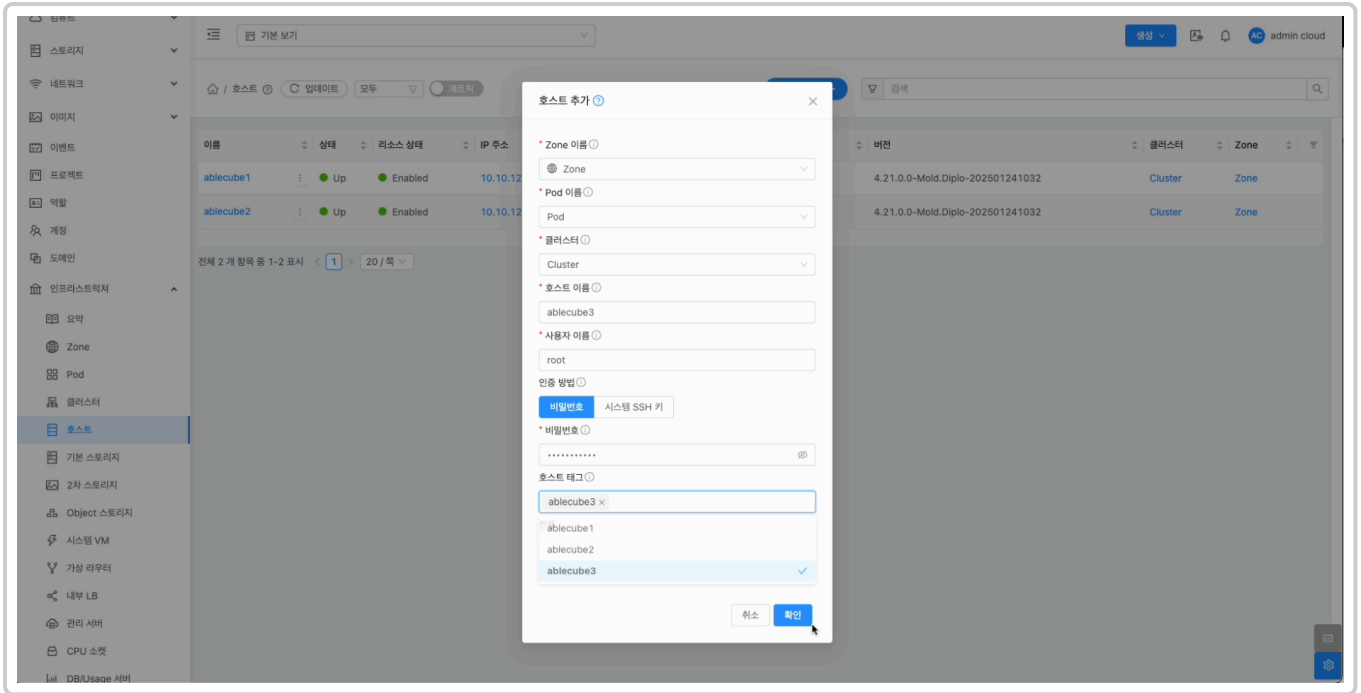 컴퓨트
스토리지
네트워크
이미지
이벤트
프로젝트
역할
계정
도메인
인프라스트럭쳐
요약
Zone
Pod
클러스터
호스트
기본 스토리지
2차 스토리지
Object 스토리지
시스템 VM
가상 라우터
내부 LB
관리 서버
CPU 소켓
DB/Usage 서버
기본 보기
생성
AC admin cloud
/ 호스트 업데이트 모두 메트릭
검색
이름 상태 리소스 상태 IP 주소 버전 클러스터 Zone
ablecube1 Up Enabled 10.10.12 4.21.0.0-Mold.Diplo-202501241032 Cluster Zone
ablecube2 Up Enabled 10.10.12 4.21.0.0-Mold.Diplo-202501241032 Cluster Zone
전체 2 개 항목 중 1-2 표시 < 1 > 20 / 쪽
호스트 추가
* Zone 이름
Zone
* Pod 이름
Pod
* 클러스터
Cluster
* 호스트 이름
ablecube3
* 사용자 이름
root
인증 방법
비밀번호 시스템 SSH 키
* 비밀번호
•••••••••••
호스트 태그
ablecube3 ×
ablecube1
ablecube2
ablecube3
취소 확인